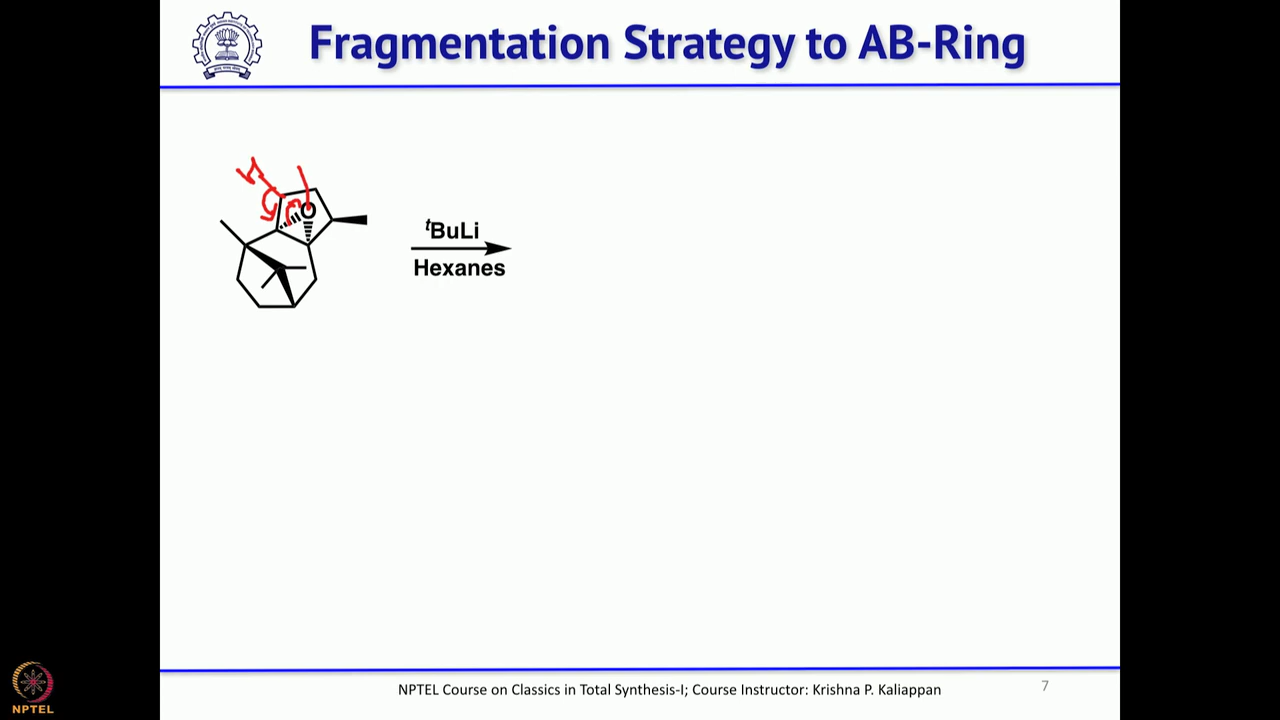 Fragmentation Strategy to AB-Ring
H
O
tBuLi
Hexanes
NPTEL Course on Classics in Total Synthesis-I; Course Instructor: Krishna P. Kaliappan
7
NPTEL